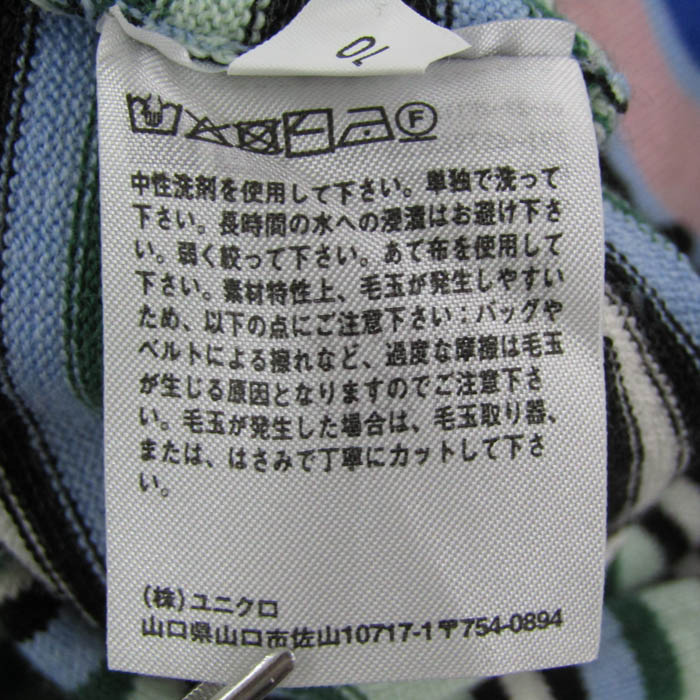 10
F
中性洗剤を使用して下さい。単独で洗って
下さい。長時間の水への浸漬はお避け下さ
い。弱く絞って下さい。あて布を使用して
下さい。素材特性上、毛玉が発生しやすい
ため、以下の点にご注意下さい：バッグや
ベルトによる擦れなど、過度な摩擦は毛玉
が生じる原因となりますのでご注意下さ
い。毛玉が発生した場合は、毛玉取り器、
または、はさみで丁寧にカットして下さ
い。
(株)ユニクロ
山口県山口市佐山10717-1〒754-0894